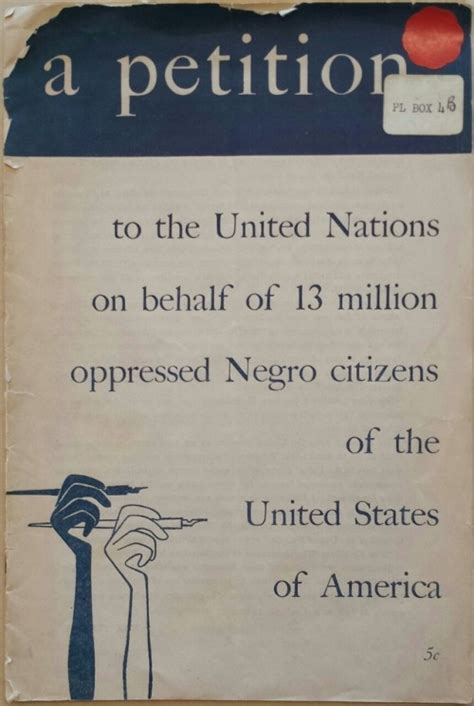 a petition
PL BOX 46
to the United Nations
on behalf of 13 million
oppressed Negro citizens
of the
United States
of America
5c